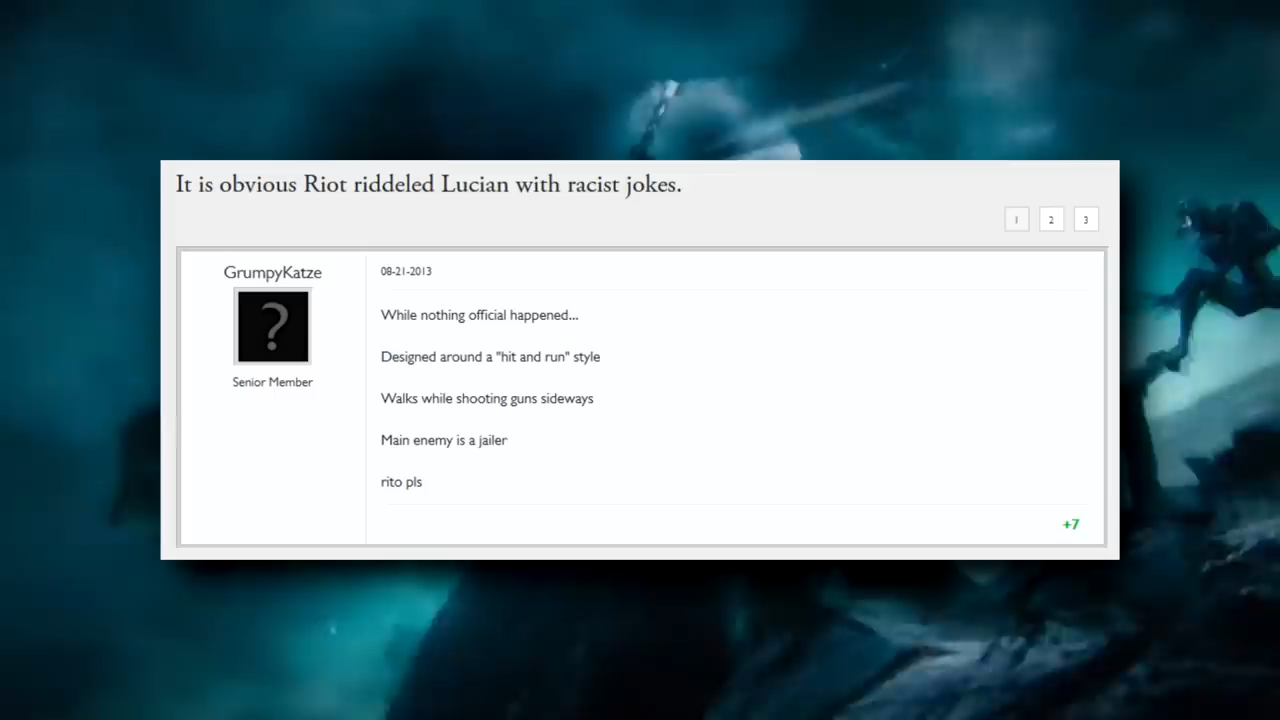 It is obvious Riot riddeled Lucian with racist jokes.
1 2 3
GrumpyKatze
?
Senior Member
08-21-2013
While nothing official happened...
Designed around a "hit and run" style
Walks while shooting guns sideways
Main enemy is a jailer
rito pls
+7